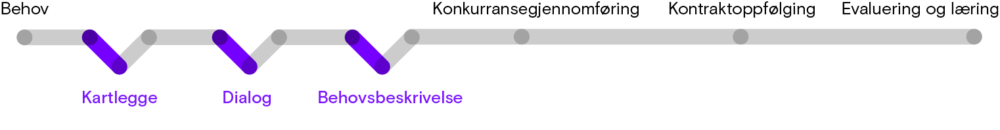 Behov
Konkurransegjennomføring
Kontraktoppfølging
Evaluering og læring
Kartlegge
Dialog
Behovsbeskrivelse